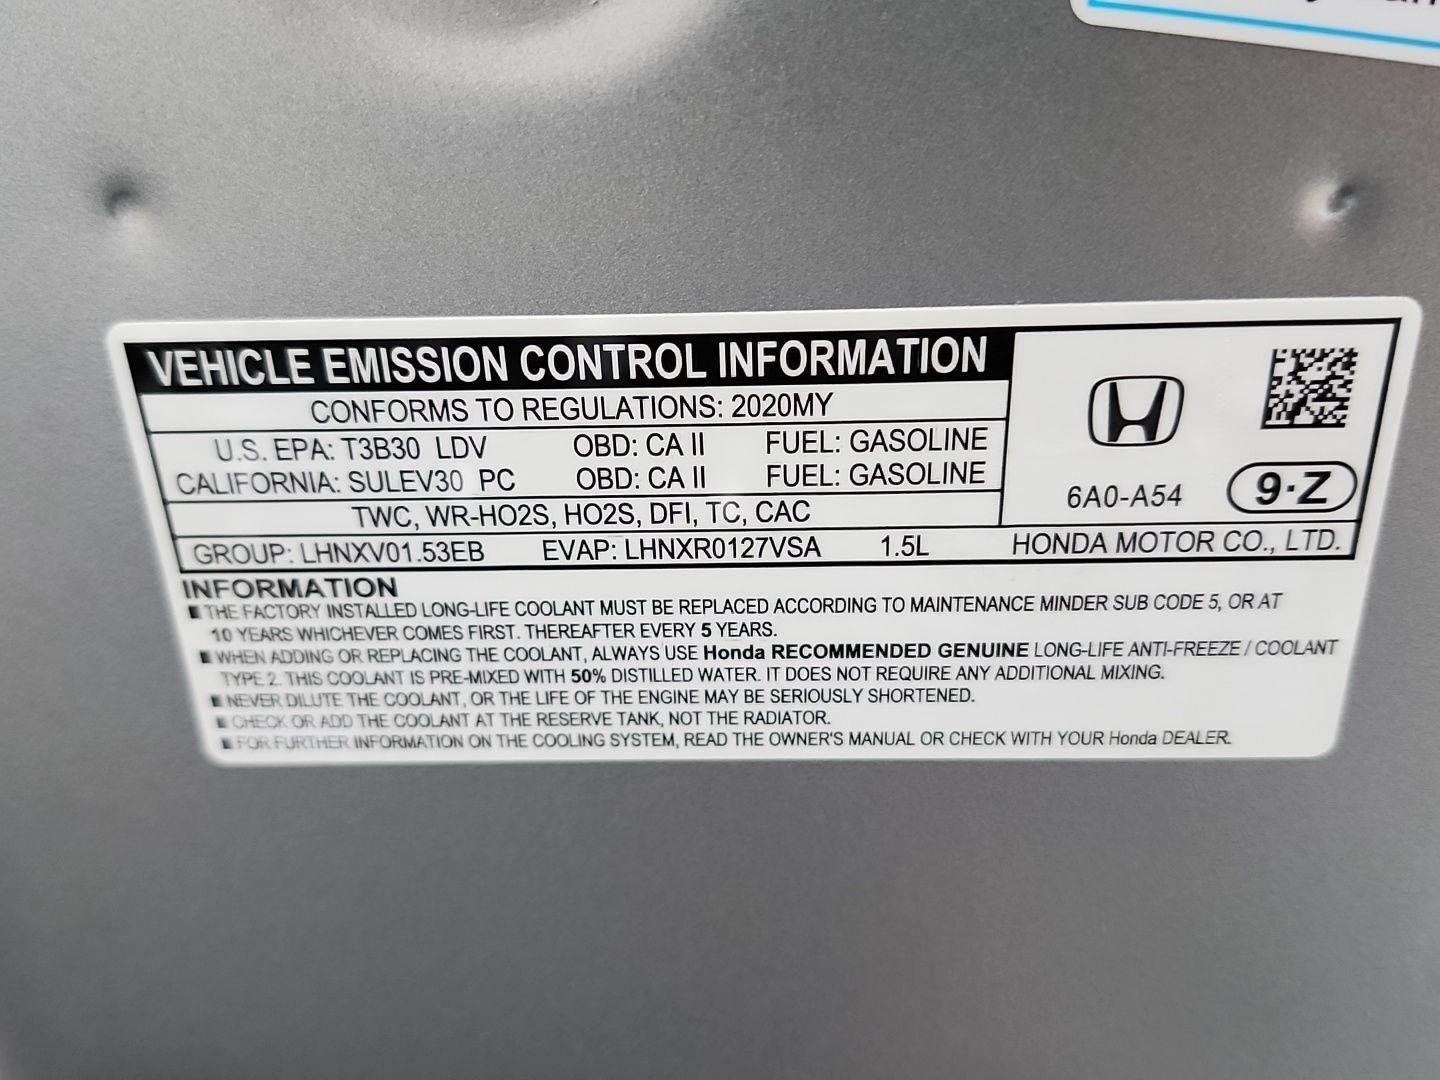 VEHICLE EMISSION CONTROL INFORMATION
CONFORMS TO REGULATIONS: 2020MY
U.S. EPA: T3B30 LDV OBD: CA II FUEL: GASOLINE
CALIFORNIA: SULEV30 PC OBD: CA II FUEL: GASOLINE
6A0-A54 9·Z
TWC, WR-HO2S, HO2S, DFI, TC, CAC
GROUP: LHNXV01.53EB EVAP: LHNXR0127VSA 1.5L HONDA MOTOR CO., LTD.
INFORMATION
■ THE FACTORY INSTALLED LONG-LIFE COOLANT MUST BE REPLACED ACCORDING TO MAINTENANCE MINDER SUB CODE 5, OR AT
10 YEARS WHICHEVER COMES FIRST. THEREAFTER EVERY 5 YEARS.
■ WHEN ADDING OR REPLACING THE COOLANT, ALWAYS USE Honda RECOMMENDED GENUINE LONG-LIFE ANTI-FREEZE / COOLANT
TYPE 2. THIS COOLANT IS PRE-MIXED WITH 50% DISTILLED WATER. IT DOES NOT REQUIRE ANY ADDITIONAL MIXING.
■ NEVER DILUTE THE COOLANT, OR THE LIFE OF THE ENGINE MAY BE SERIOUSLY SHORTENED.
■ CHECK OR ADD THE COOLANT AT THE RESERVE TANK, NOT THE RADIATOR.
■ FOR FURTHER INFORMATION ON THE COOLING SYSTEM, READ THE OWNER'S MANUAL OR CHECK WITH YOUR Honda DEALER.